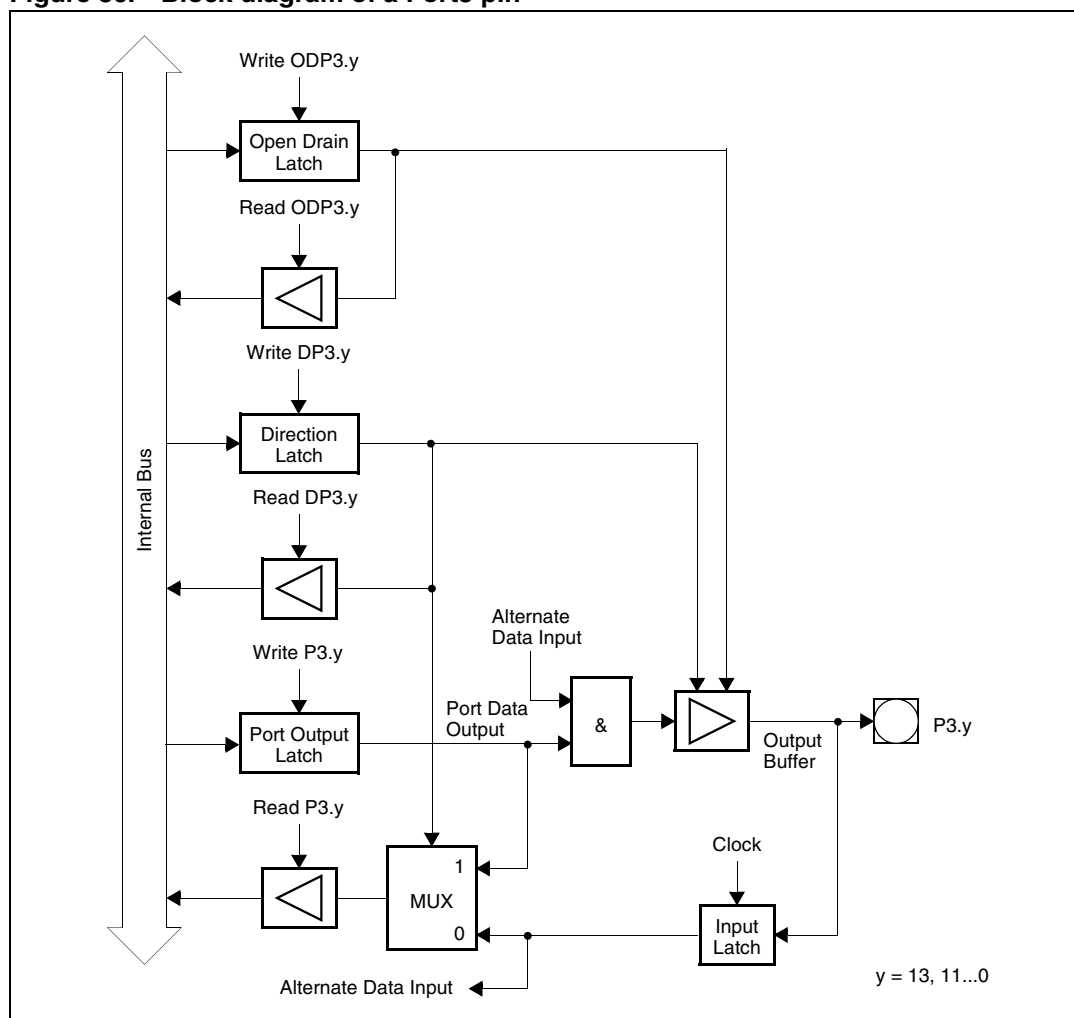 Write ODP3.y
Open Drain
Latch
Read ODP3.y
Write DP3.y
Direction
Latch
Internal Bus
Read DP3.y
Alternate
Data Input
Write P3.y
Port Data
Output
Port Output
Latch
&
Output
Buffer
P3.y
Read P3.y
Clock
1
MUX
0
Input
Latch
Alternate Data Input
y = 13, 11...0